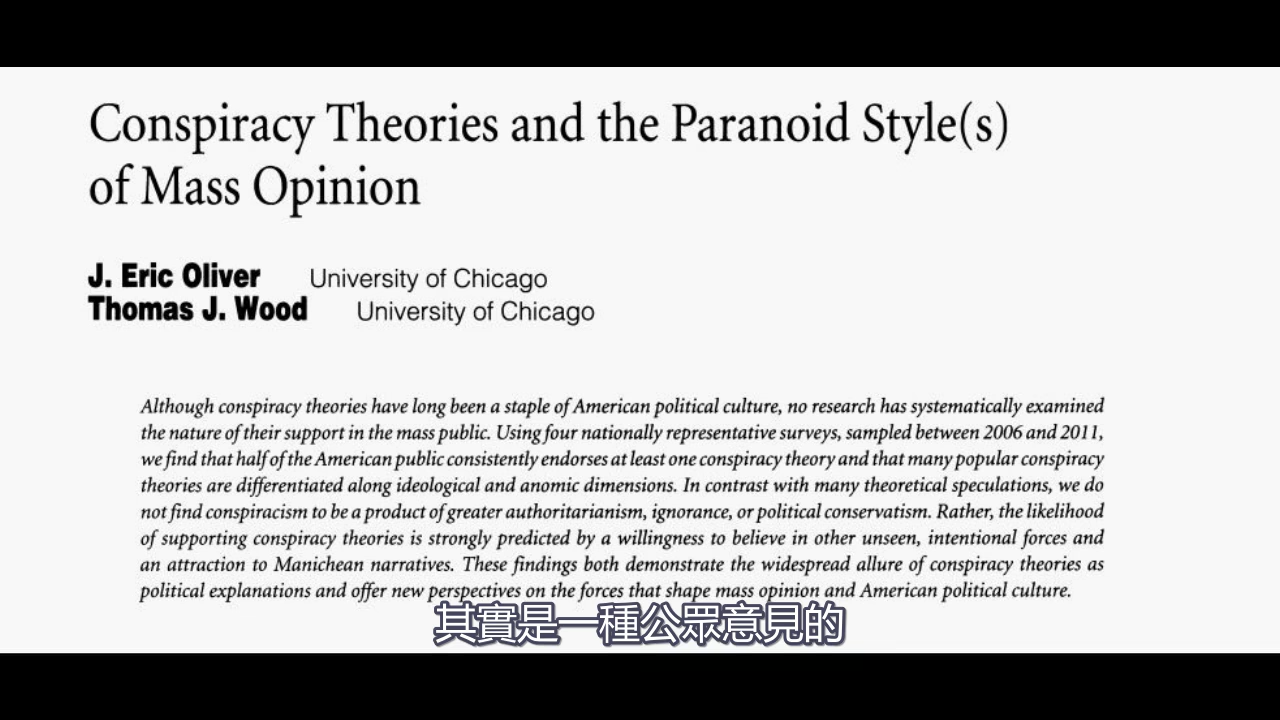 Conspiracy Theories and the Paranoid Style(s)
of Mass Opinion
J. Eric Oliver University of Chicago
Thomas J. Wood University of Chicago
Although conspiracy theories have long been a staple of American political culture, no research has systematically examined
the nature of their support in the mass public. Using four nationally representative surveys, sampled between 2006 and 2011,
we find that half of the American public consistently endorses at least one conspiracy theory and that many popular conspiracy
theories are differentiated along ideological and anomic dimensions. In contrast with many theoretical speculations, we do
not find conspiracism to be a product of greater authoritarianism, ignorance, or political conservatism. Rather, the likelihood
of supporting conspiracy theories is strongly predicted by a willingness to believe in other unseen, intentional forces and
an attraction to Manichean narratives. These findings both demonstrate the widespread allure of conspiracy theories as
political explanations and offer new perspectives on the forces that shape mass opinion and American political culture.
其實是一種公眾意見的